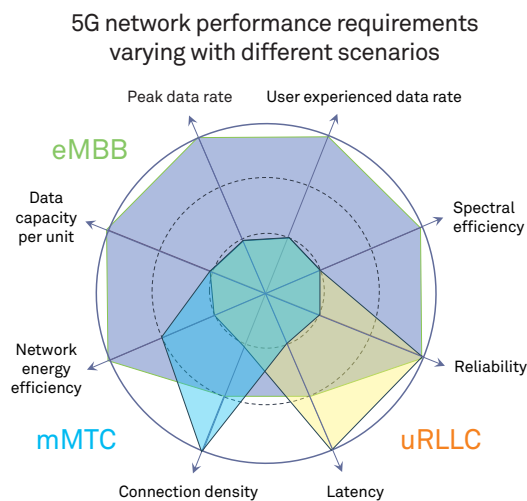 5G network performance requirements
varying with different scenarios
Peak data rate
User experienced data rate
eMBB
Data
capacity
per unit
Spectral
efficiency
Network
energy
efficiency
Reliability
mMTC
uRLLC
Connection density
Latency